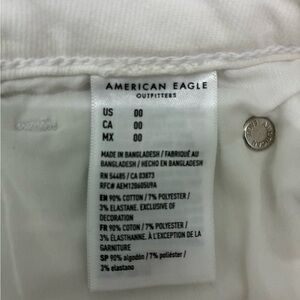 AMERICAN EAGLE
OUTFITTERS
US 00
CA 00
MX 00
MADE IN BANGLADESH / FABRIQUÉ AU
BANGLADESH / HECHO EN BANGLADESH
RN 54485 / CA 03873
RFC# AEM120605U9A
EN 90% COTTON / 7% POLYESTER /
3% ELASTANE. EXCLUSIVE OF
DECORATION
FR 90% COTON / 7% POLYESTER /
3% ÉLASTHANNE. À L'EXCEPTION DE LA
GARNITURE
SP 90% algodón / 7% poliéster /
3% elastano